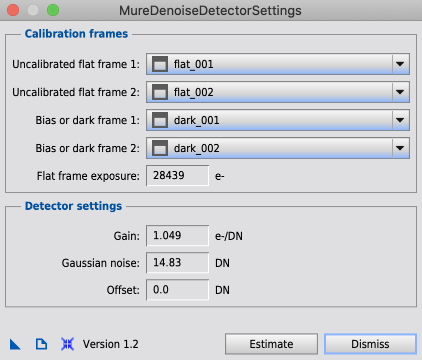 MureDenoiseDetectorSettings
Calibration frames
Uncalibrated flat frame 1: flat_001
Uncalibrated flat frame 2: flat_002
Bias or dark frame 1: dark_001
Bias or dark frame 2: dark_002
Flat frame exposure: 28439 e-
Detector settings
Gain: 1.049 e-/DN
Gaussian noise: 14.83 DN
Offset: 0.0 DN
Version 1.2 Estimate Dismiss